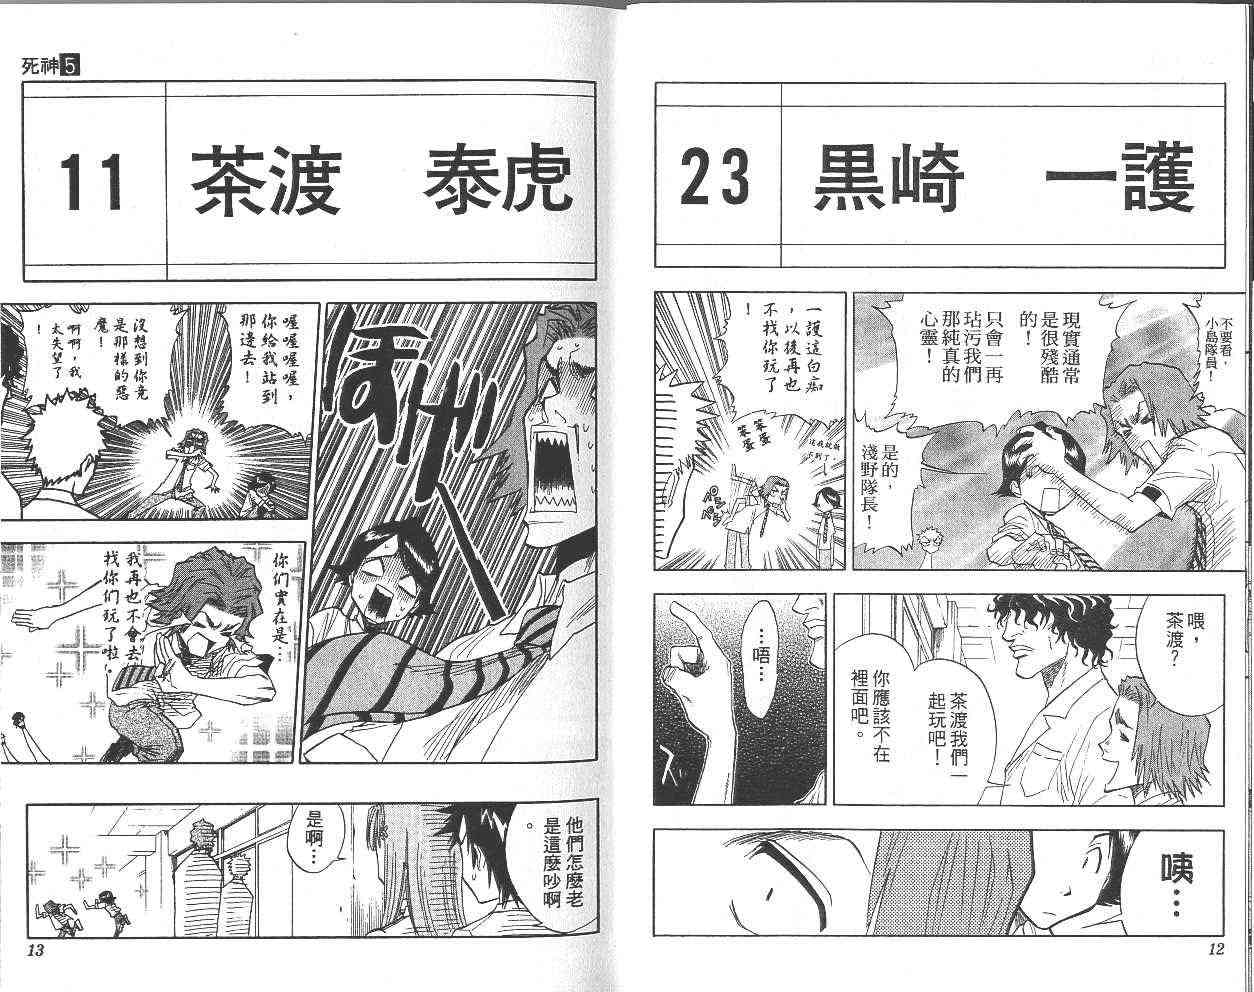 23
黒崎 一護
不要看，
小島隊員！
現實通常
是很殘酷
的！
只會一再
玷污我們
那純真的
心靈！
是的，
淺野隊長！
一護這白痴
，以後再也
不找你玩了
！
笨蛋
笨蛋
喂，
茶渡？
茶渡我們一
起玩吧！
你應該不在
裡面吧。
…唔…
咦…
12
死神5
11
茶渡 泰虎
喔喔喔喔，
你給我站到
那邊去！
沒想到你竟
是那樣的惡
魔！
啊啊，我
太失望了
！
你们實在是…
我再也不會去
找你们玩了啦！
他們怎麼老
是這麼吵啊
。
是啊…
13